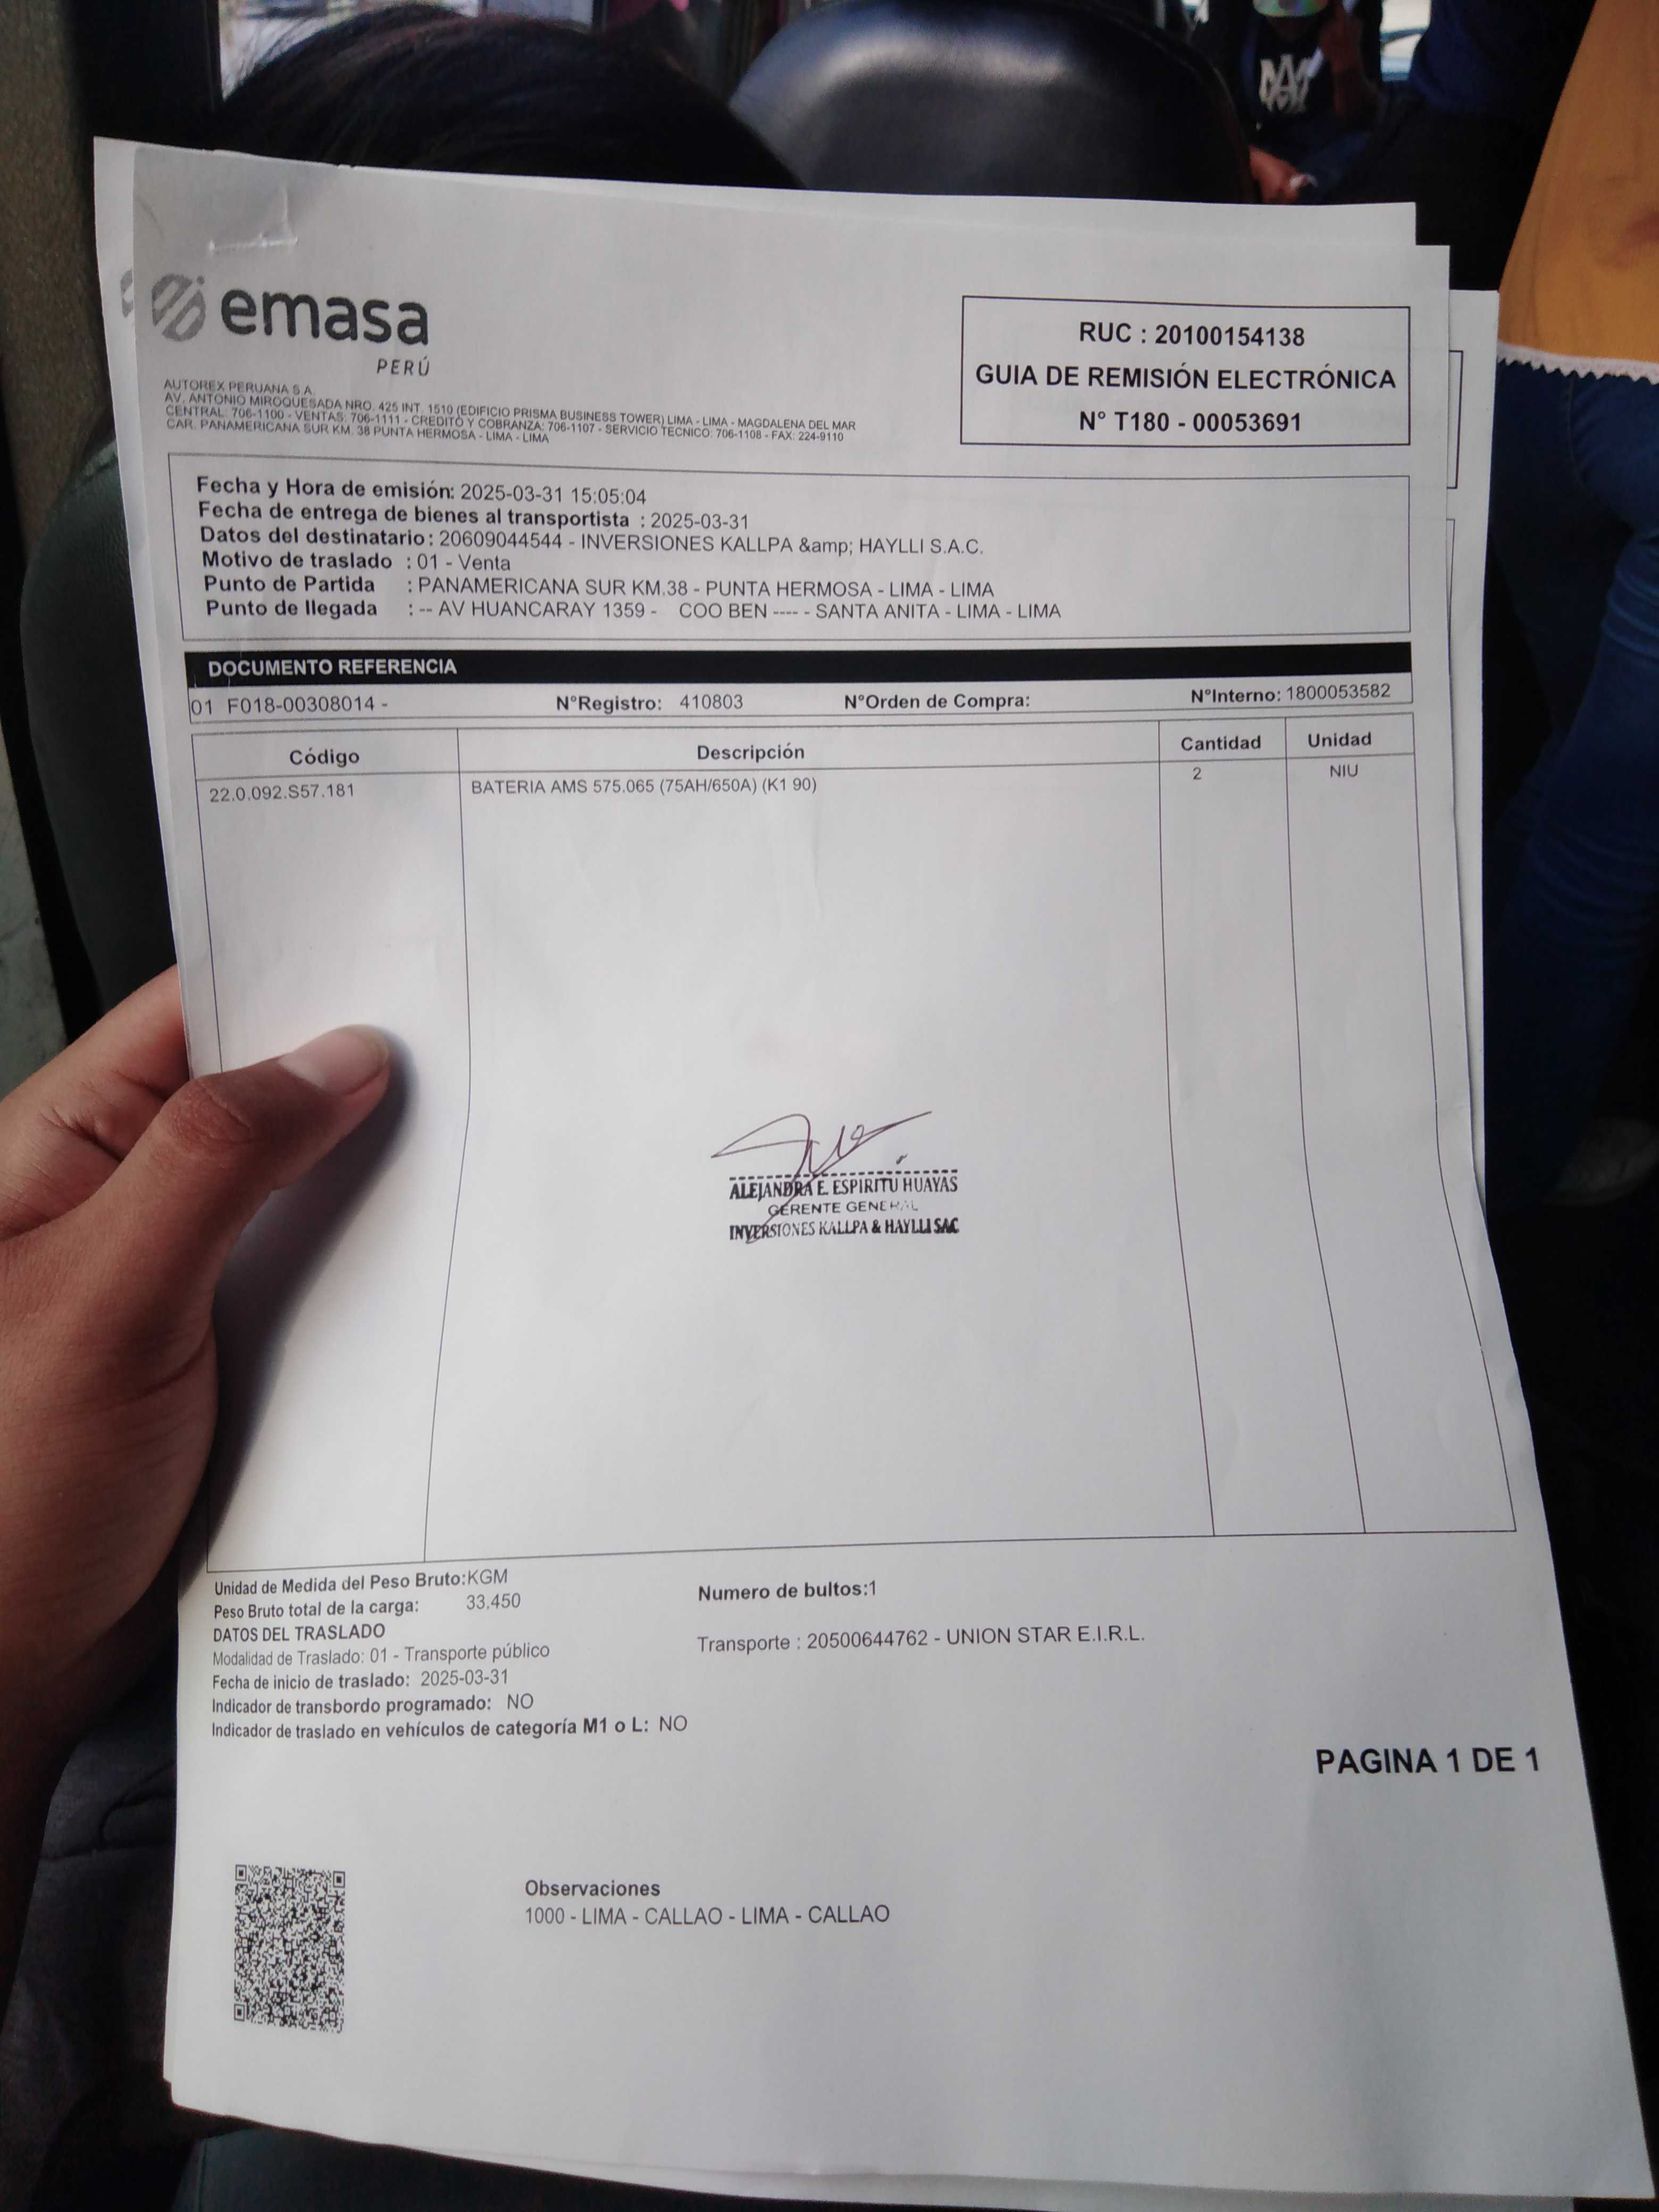 emasa
PERÚ
AUTOREX PERUANA S.A.
AV. ANTONIO MIROQUESADA NRO. 425 INT. 1510 (EDIFICIO PRISMA BUSINESS TOWER) LIMA - LIMA - MAGDALENA DEL MAR
CENTRAL: 706-1100 - VENTAS: 706-1111 - CREDITO Y COBRANZA: 706-1107 - SERVICIO TECNICO: 706-1108 - FAX: 224-9110
CAR. PANAMERICANA SUR KM. 38 PUNTA HERMOSA - LIMA - LIMA
RUC : 20100154138
GUIA DE REMISIÓN ELECTRÓNICA
N° T180 - 00053691
Fecha y Hora de emisión: 2025-03-31 15:05:04
Fecha de entrega de bienes al transportista : 2025-03-31
Datos del destinatario: 20609044544 - INVERSIONES KALLPA &amp; HAYLLI S.A.C.
Motivo de traslado : 01 - Venta
Punto de Partida : PANAMERICANA SUR KM.38 - PUNTA HERMOSA - LIMA - LIMA
Punto de llegada : -- AV HUANCARAY 1359 - COO BEN ---- - SANTA ANITA - LIMA - LIMA
DOCUMENTO REFERENCIA
01 F018-00308014 - N°Registro: 410803 N°Orden de Compra: N°Interno: 1800053582
Código Descripción Cantidad Unidad
22.0.092.S57.181 BATERIA AMS 575.065 (75AH/650A) (K1 90) 2 NIU
ALEJANDRA E. ESPIRITU HUAYAS
GERENTE GENERAL
INVERSIONES KALLPA & HAYLLI SAC
Unidad de Medida del Peso Bruto:KGM
Peso Bruto total de la carga: 33.450
Numero de bultos:1
DATOS DEL TRASLADO
Modalidad de Traslado: 01 - Transporte público
Transporte : 20500644762 - UNION STAR E.I.R.L.
Fecha de inicio de traslado: 2025-03-31
Indicador de transbordo programado: NO
Indicador de traslado en vehículos de categoría M1 o L: NO
PAGINA 1 DE 1
Observaciones
1000 - LIMA - CALLAO - LIMA - CALLAO